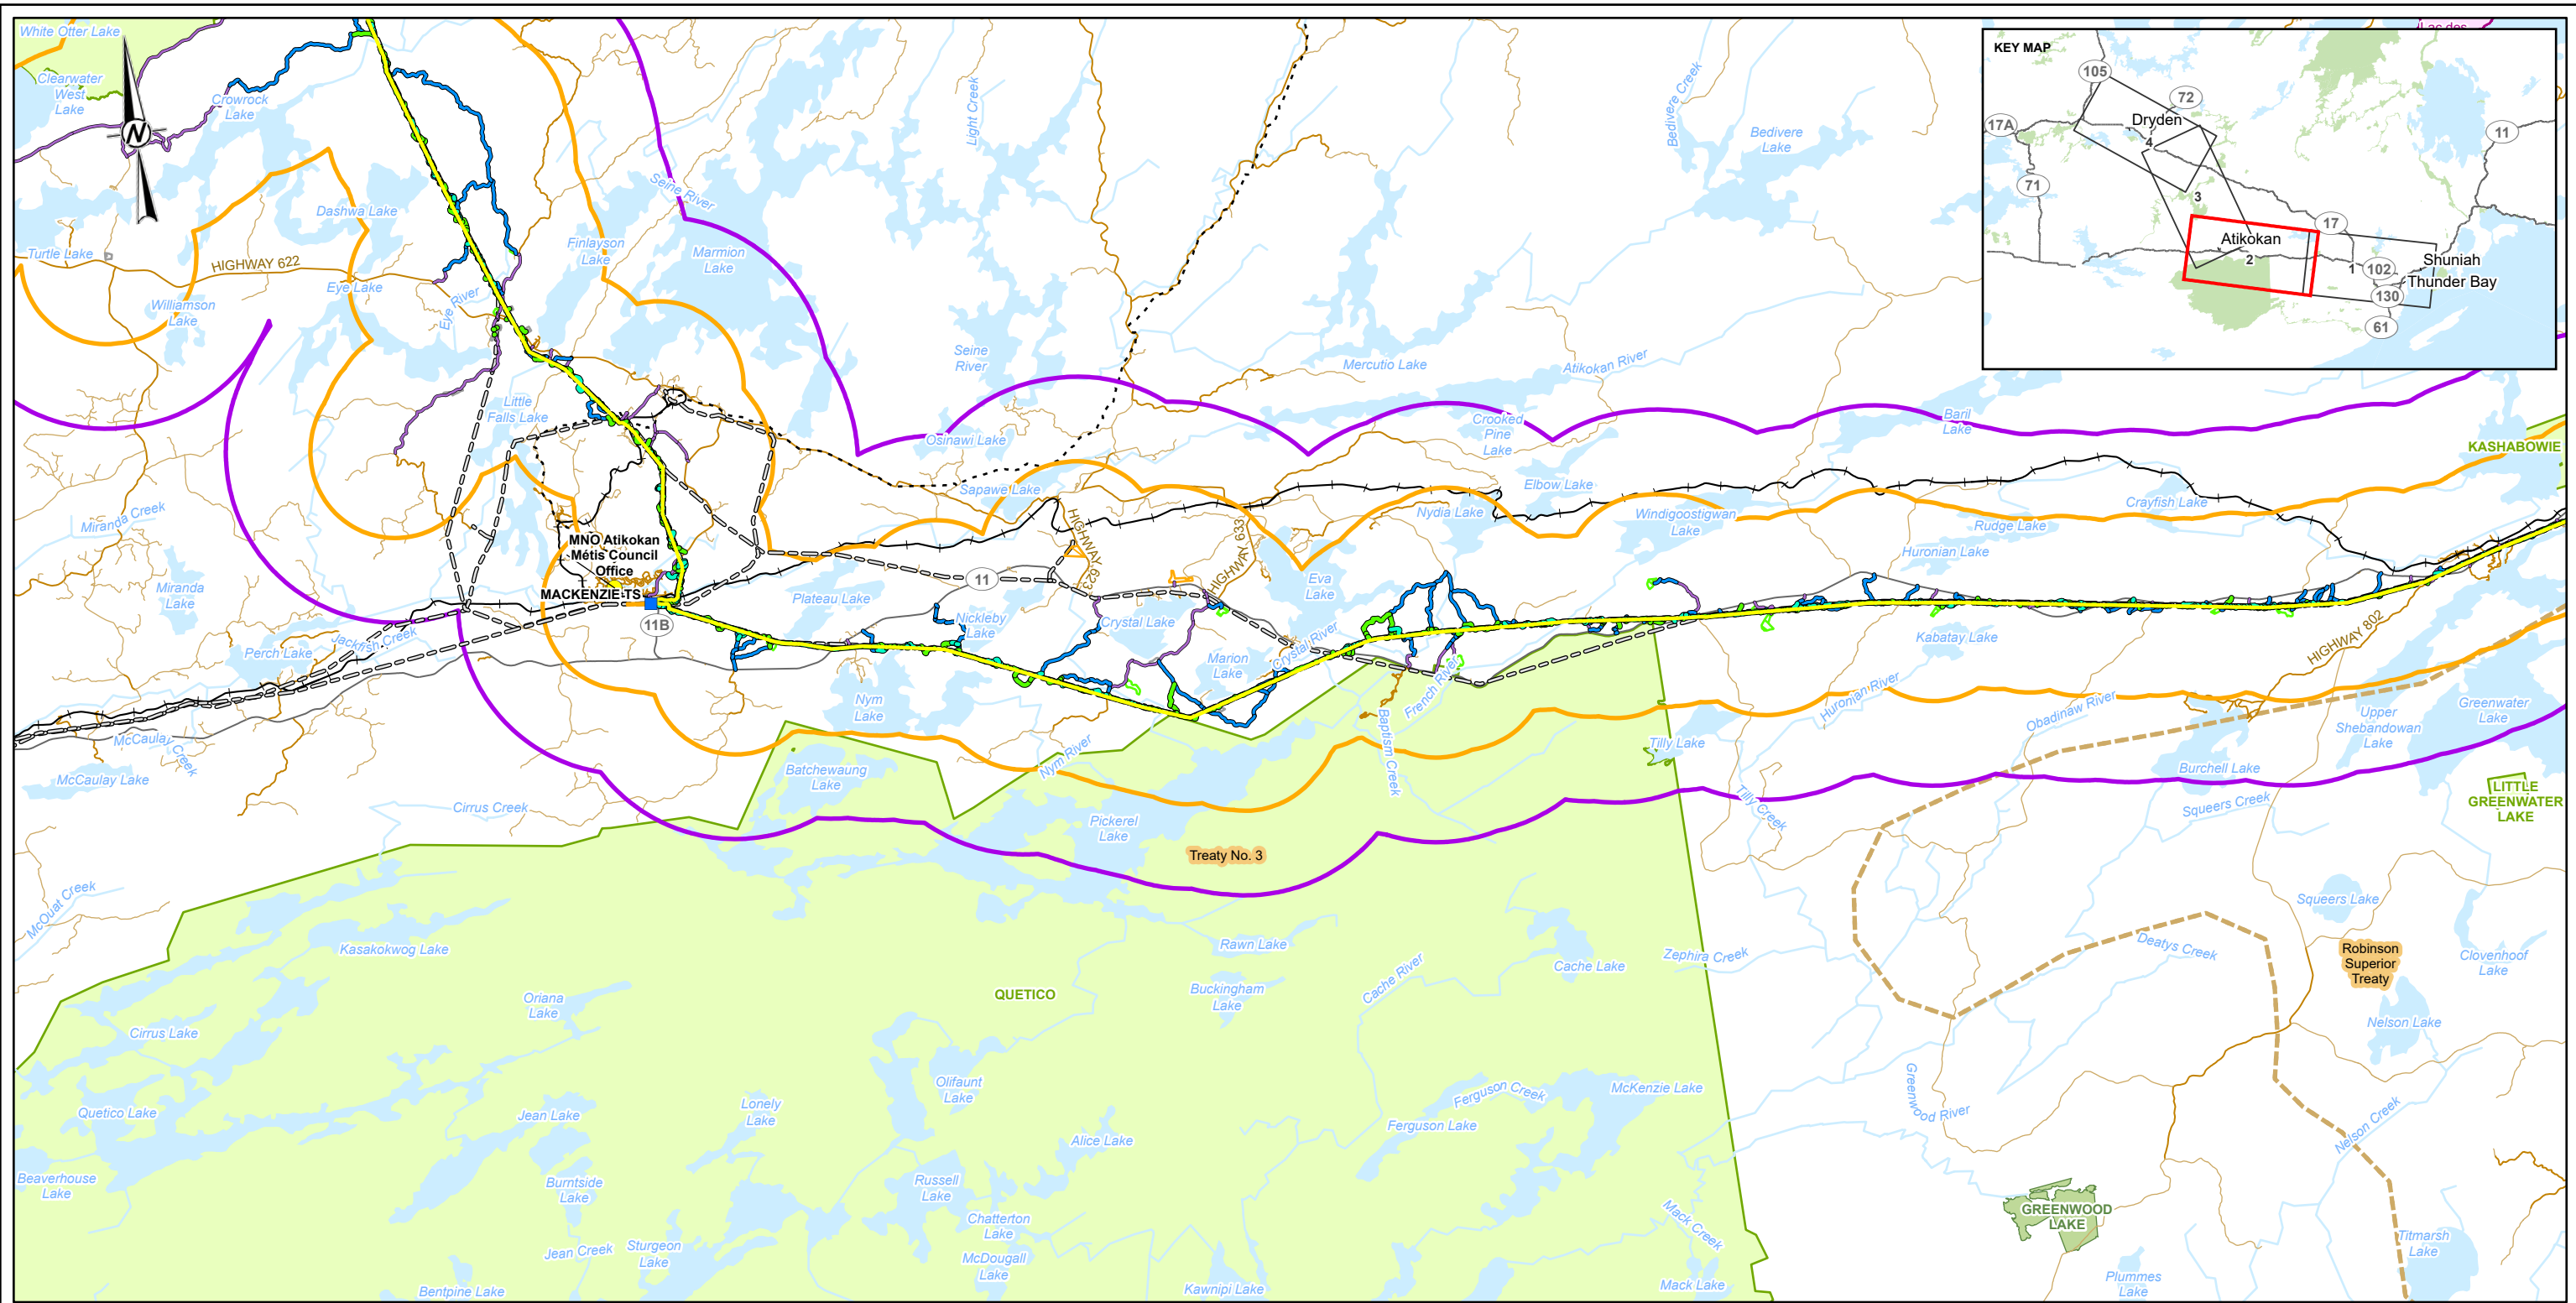 White Otter Lake
Clearwater
West
Lake
Crowrock
Lake
N
Dashwa Lake
Turtle Lake
HIGHWAY 622
Eye Lake
Williamson
Lake
Eye River
Finlayson
Lake
Seine River
Marmion
Lake
Light Creek
Seine
River
Bedivere Creek
Bedivere
Lake
Mercutio Lake
Atikokan River
Little
Falls Lake
Osinawi Lake
Crooked
Pine
Lake
Baril
Lake
KASHABOWIE
Sapawe Lake
Elbow Lake
Nydia Lake
Windigoostigwan
Lake
Crayfish Lake
Rudge Lake
Huronian Lake
HIGHWAY 623
HIGHWAY 633
Miranda Creek
Miranda
Lake
MNO Atikokan
Métis Council
Office
MACKENZIE TS
11B
11
Plateau Lake
Nickleby
Lake
Crystal Lake
Eva
Lake
Marion
Lake
Crystal River
Kabatay Lake
HIGHWAY 802
Perch Lake
Jackfish Creek
Nym
Lake
French River
Baptism Creek
Huronian River
Obadinaw River
Upper
Shebandowan
Lake
Greenwater
Lake
McCaula
Creek
McCaulay Lake
Cirrus Creek
Batchewaung
Lake
Nym River
Pickerel
Lake
Treaty No. 3
Tilly Lake
Tilly Creek
Burchell Lake
Squeers Creek
LITTLE
GREENWATER
LAKE
McOuat Creek
Kasakokwog Lake
Rawn Lake
Buckingham
Lake
Cache River
Cache Lake
Zephira Creek
Squeers Lake
Deatys Creek
Robinson
Superior
Treaty
Clovenhoof
Lake
QUETICO
Oriana
Lake
Cirrus Lake
Nelson Lake
Olifaunt
Lake
Quetico Lake
Jean Lake
Lonely
Lake
Alice Lake
Ferguson Creek
Ferguson Lake
McKenzie Lake
Greenwood River
Nelson Creek
Beaverhouse
Lake
Burntside
Lake
Russell
Lake
Chatterton
Lake
McDougall
Lake
Jean Creek
Sturgeon
Lake
Bentpine Lake
Kawnipi Lake
Mack Creek
Mack Lake
GREENWOOD
LAKE
Plummes
Lake
Titmarsh
Lake
Lac des
KEY MAP
105
72
17A
Dryden
4
11
71
3
17
Atikokan
2
1
102
Shuniah
Thunder Bay
130
61